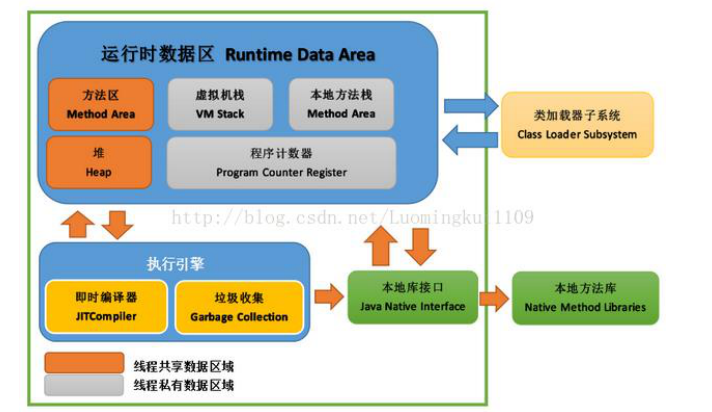 运行时数据区 Runtime Data Area
方法区
Method Area
虚拟机栈
VM Stack
本地方法栈
Method Area
堆
Heap
程序计数器
Program Counter Register
类加载器子系统
Class Loader Subsystem
http://blog.csdn.net/Luomingkui1109
执行引擎
即时编译器
JITCompiler
垃圾收集
Garbage Collection
本地库接口
Java Native Interface
本地方法库
Native Method Libraries
线程共享数据区域
线程私有数据区域